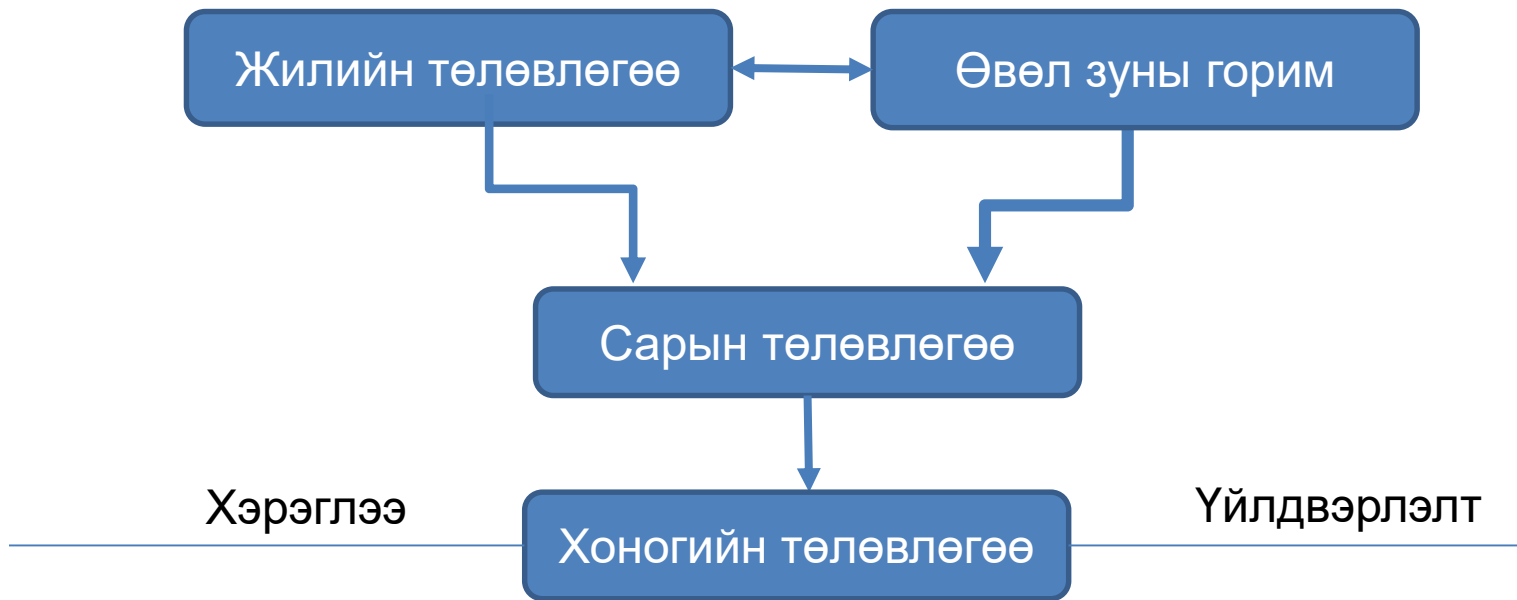 Жилийн төлөвлөгөө
Өвөл зуны горим
Сарын төлөвлөгөө
Хэрэглээ
Үйлдвэрлэлт
Хоногийн төлөвлөгөө